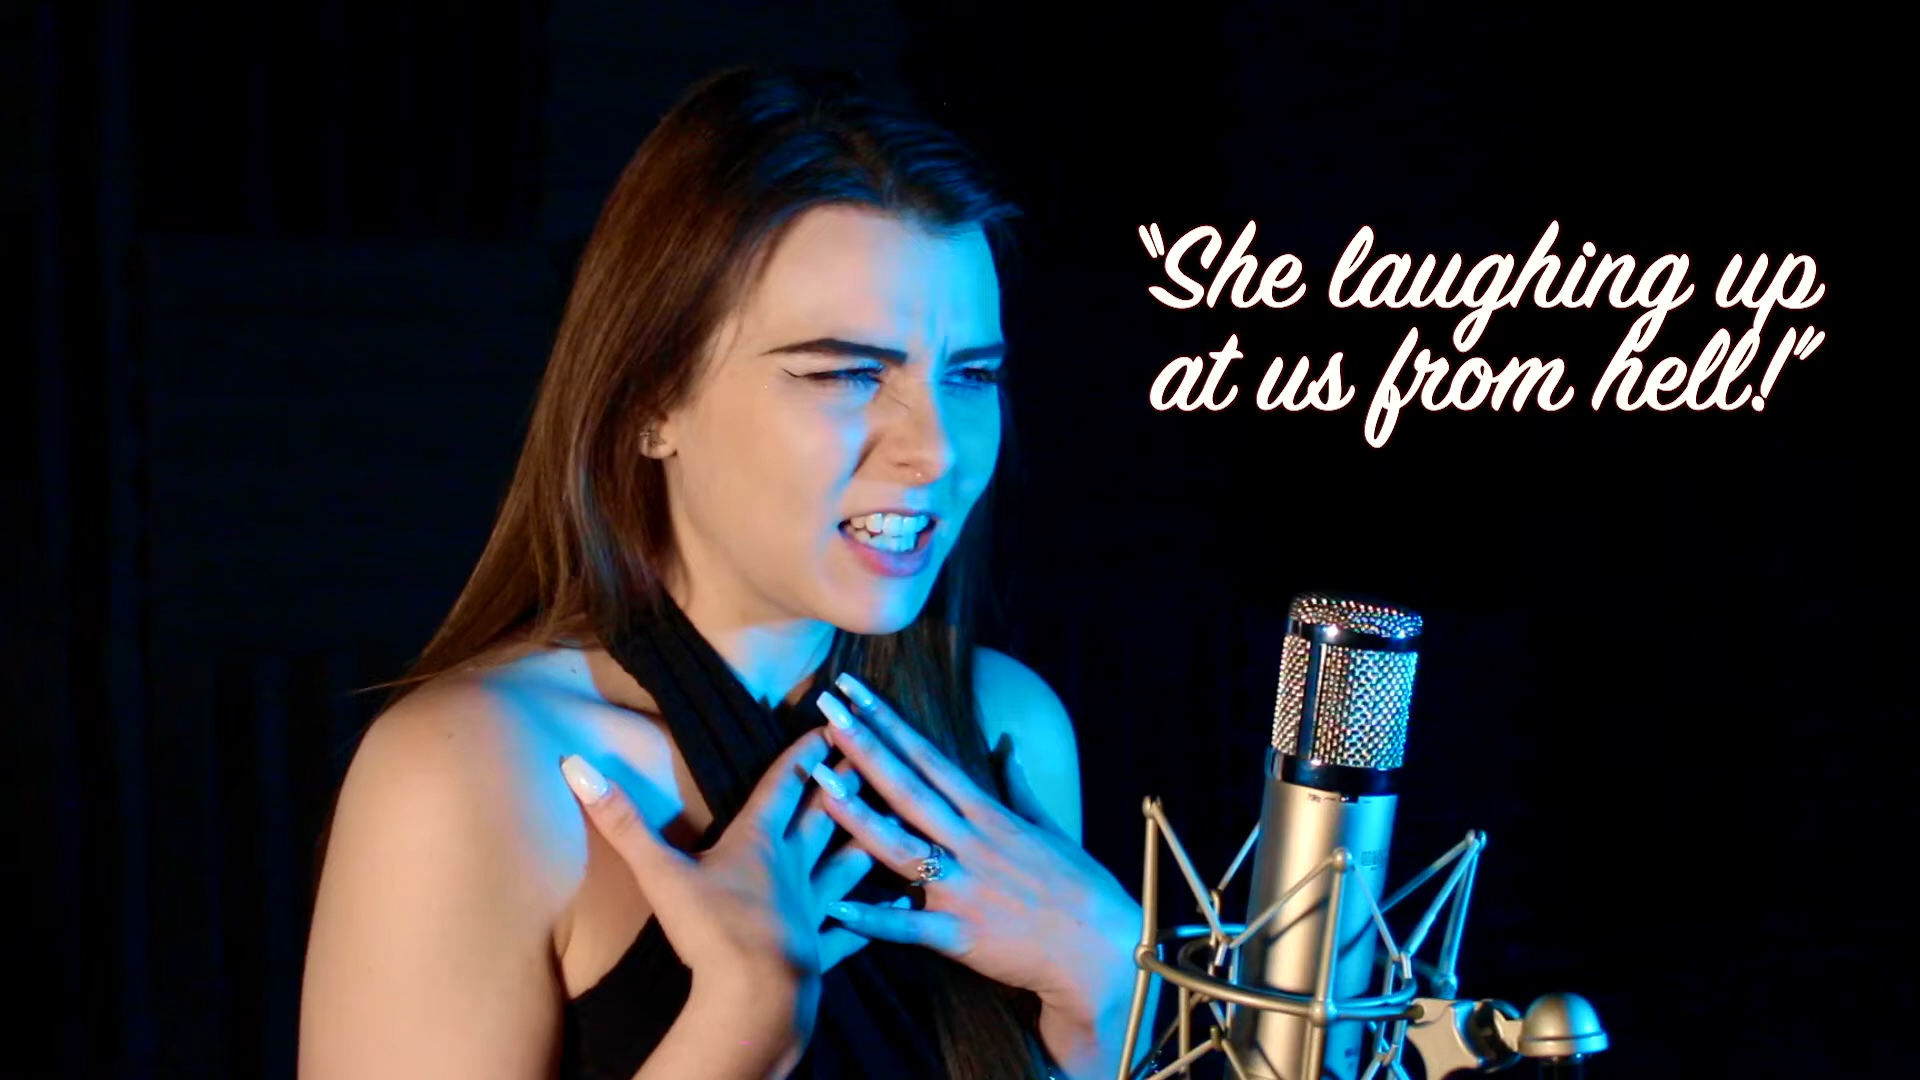 “She laughing up
at us from hell!”